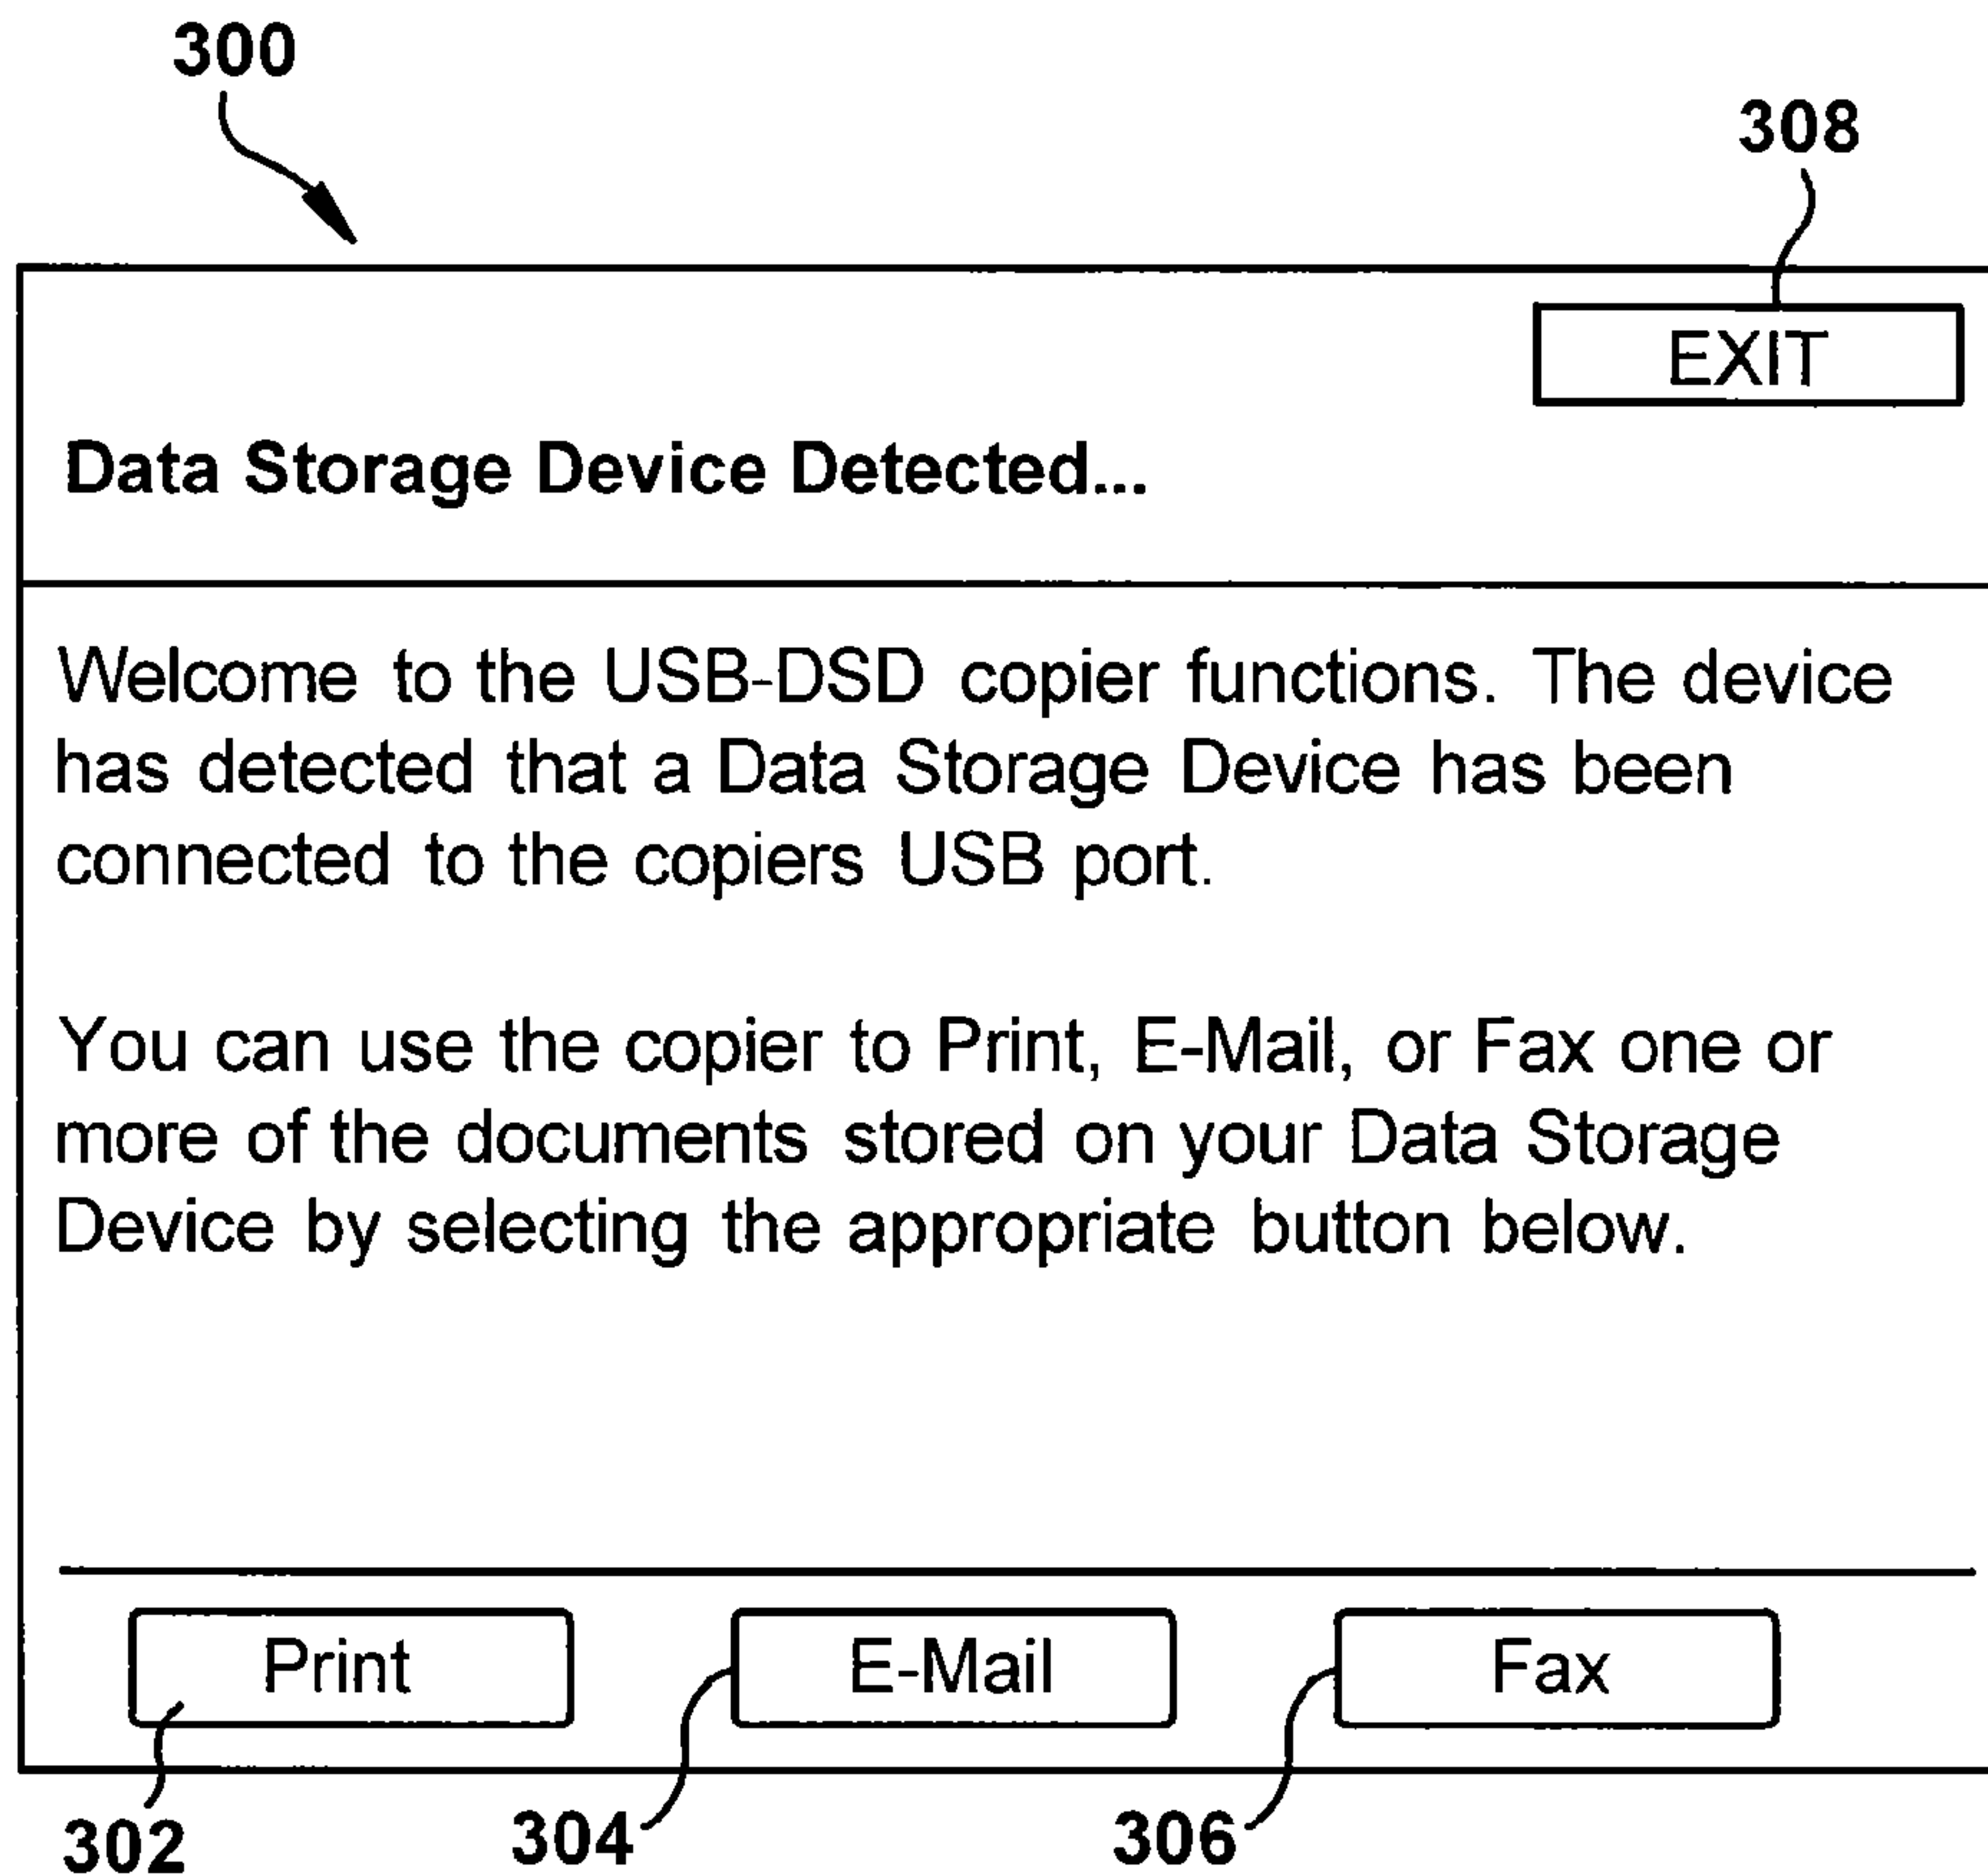 300
308
EXIT
Data Storage Device Detected...
Welcome to the USB-DSD copier functions. The device
has detected that a Data Storage Device has been
connected to the copiers USB port.
You can use the copier to Print, E-Mail, or Fax one or
more of the documents stored on your Data Storage
Device by selecting the appropriate button below.
Print
E-Mail
Fax
302
304
306